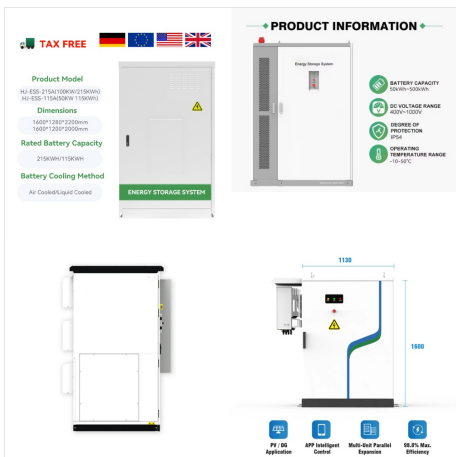 TAX FREE
Product Model
HJ-ESS-215A(100KW/215KWH)
HJ-ESS-115A(50KW 115KWH)
Dimensions
1600*1280*2200mm
1600*1200*2000mm
Rated Battery Capacity
215KWH/115KWH
Battery Cooling Method
Air Cooled/Liquid Cooled
ENERGY STORAGE SYSTEM
PRODUCT INFORMATION
Energy Storage System
BATTERY CAPACITY
50kWh~500kWh
DC VOLTAGE RANGE
400V~1000V
DEGREE OF
PROTECTION
IP54
OPERATING
TEMPERATURE RANGE
-10~50°C
1130
1600
PV / DG
Application
APP Intelligent
Control
Multi-Unit Parallel
Expansion
98.8% Max.
Efficiency